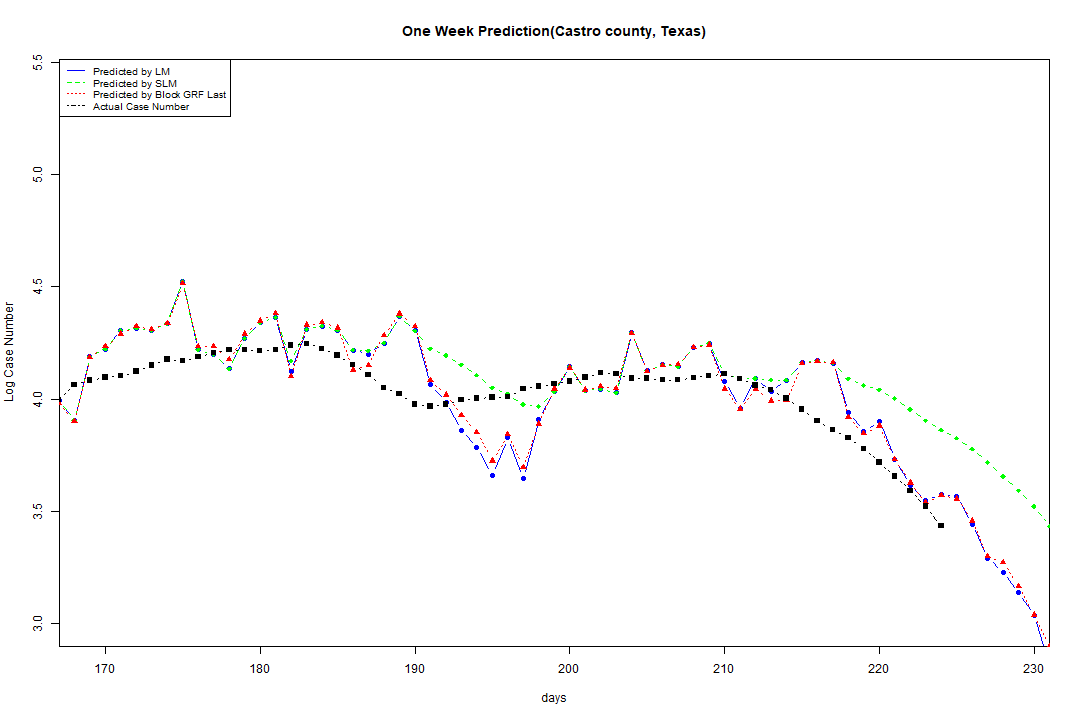 One Week Prediction(Castro county, Texas)
Predicted by LM
Predicted by SLM
Predicted by Block GRF Last
Actual Case Number
5.5
5.0
4.5
4.0
3.5
3.0
Log Case Number
170 180 190 200 210 220 230
days